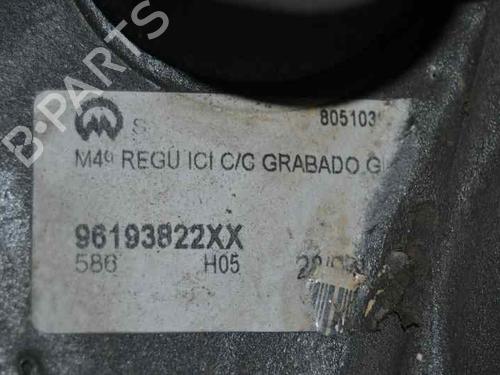 B-PARTS
S 805103
M4º REGU ICI C/C GRABADO G
96193822XX
586 H05